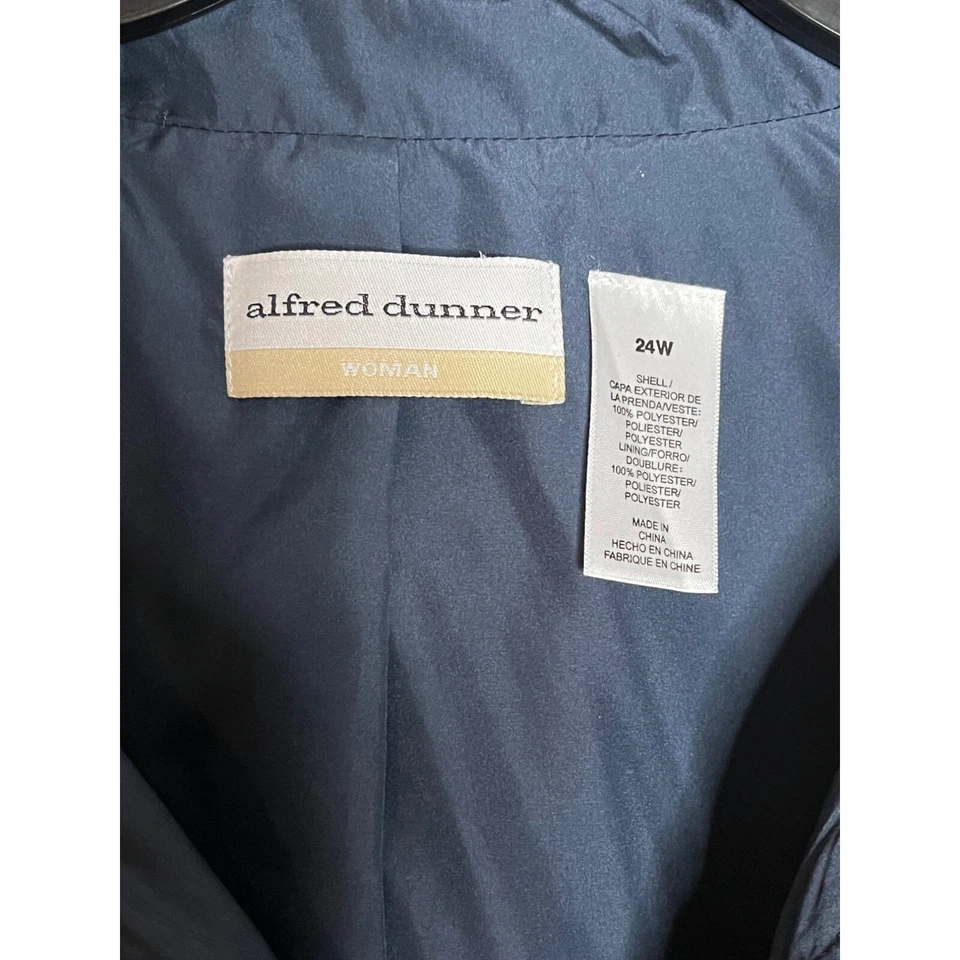 alfred dunner
WOMAN
24W
SHELL/
CAPA EXTERIOR DE
LA PRENDA/VESTE:
100% POLYESTER/
POLIESTER/
POLYESTER
LINING/FORRO/
DOUBLURE:
100% POLYESTER/
POLIESTER/
POLYESTER
MADE IN
CHINA
HECHO EN CHINA
FABRIQUE EN CHINE